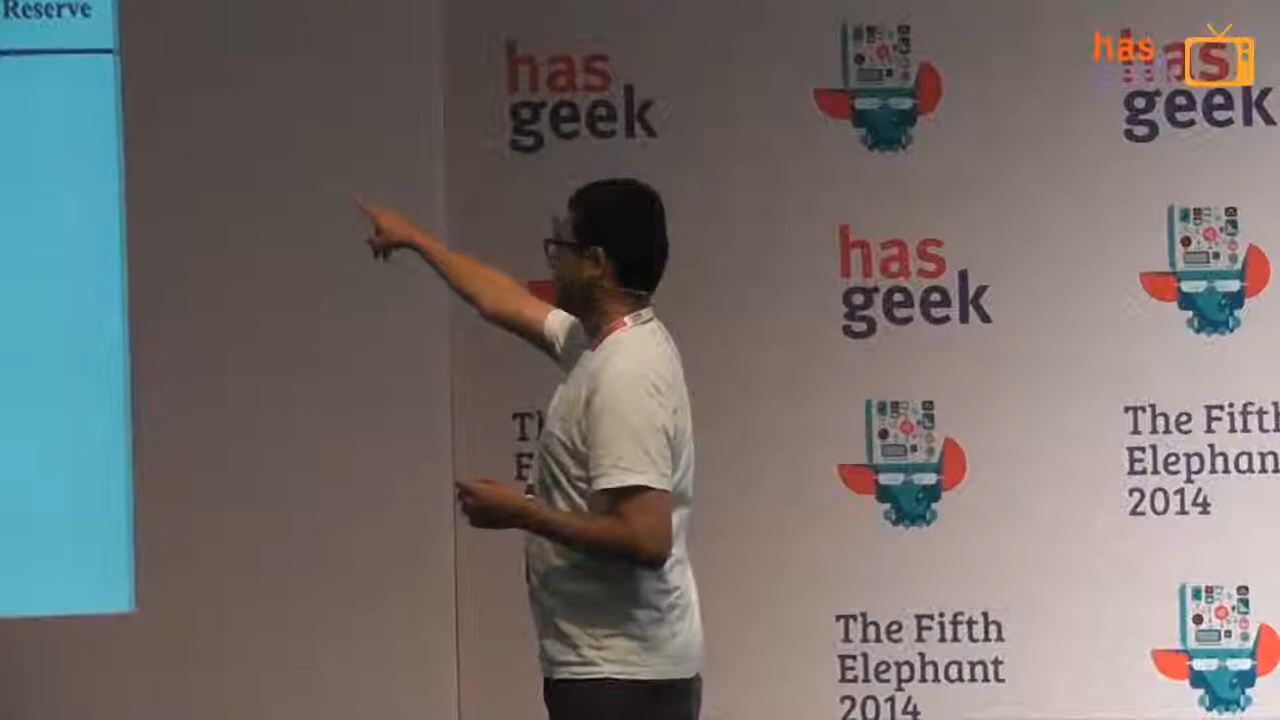 Reserve
has
geek
has
has
geek
has
geek
The Fifth
Elephant
2014
The Fifth
Elephant
2014